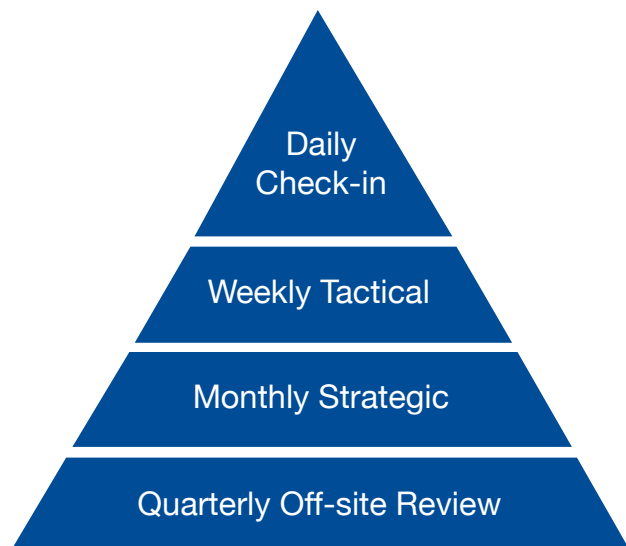 Daily
Check-in
Weekly Tactical
Monthly Strategic
Quarterly Off-site Review